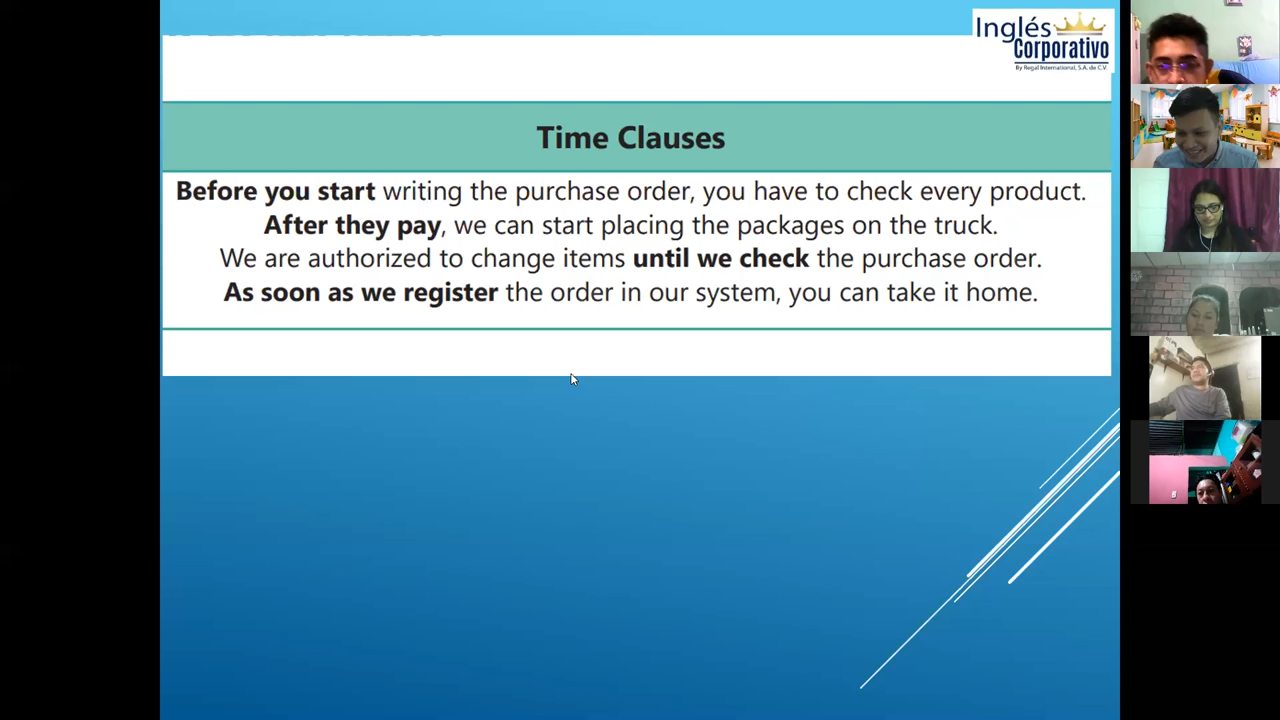 Inglés
Corporativo
By Regal International, S.A. de C.V.
Time Clauses
Before you start writing the purchase order, you have to check every product.
After they pay, we can start placing the packages on the truck.
We are authorized to change items until we check the purchase order.
As soon as we register the order in our system, you can take it home.